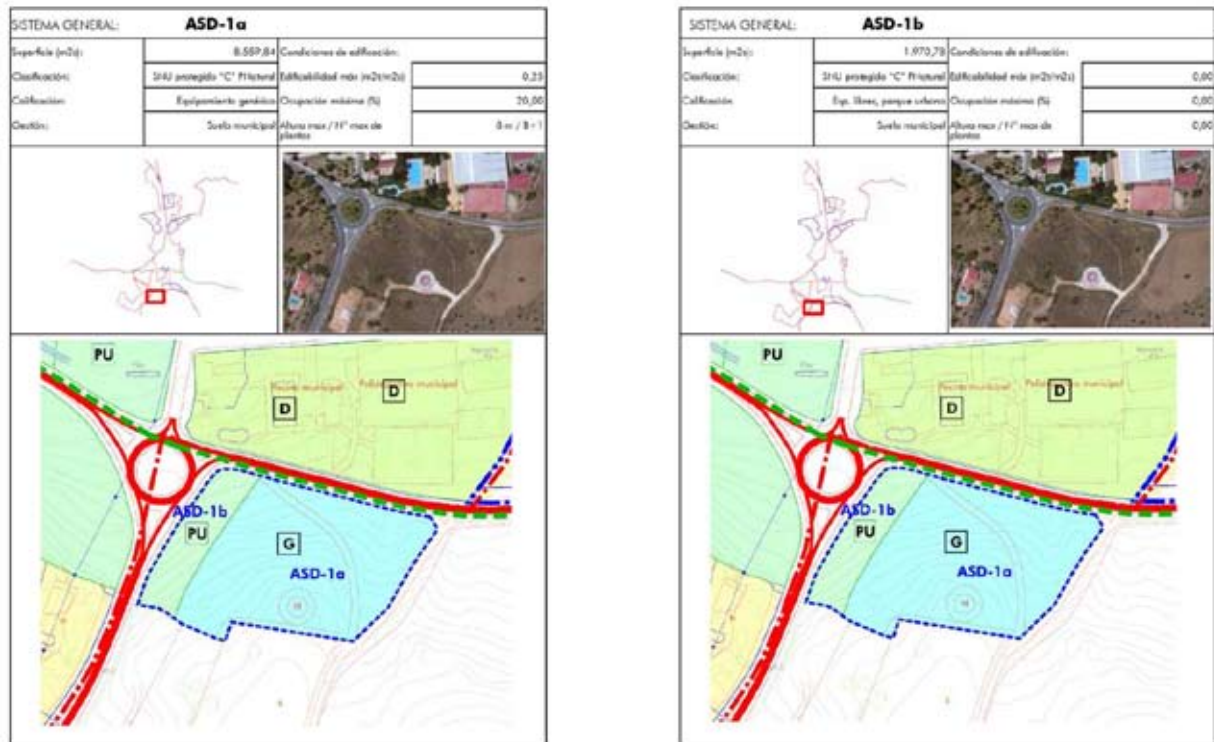 SISTEMA GENERAL: ASD-1a
Superficie (m2s): 8.559,84 Condiciones de edificación:
Clasificación: SNU protegido "C" P.Natural Edificabilidad máx (m2t/m2s) 0,25
Calificación: Equipamiento genérico Ocupación máxima (%) 20,00
Gestión: Suelo municipal Altura max / Nº max de plantas 8 m / B+1
PU
D
D
ASD-1b
PU
G
ASD-1a
SISTEMA GENERAL: ASD-1b
Superficie (m2s): 1.970,78 Condiciones de edificación:
Clasificación: SNU protegido "C" P.Natural Edificabilidad máx (m2t/m2s) 0,00
Calificación: Esp. libres, parque urbano Ocupación máxima (%) 0,00
Gestión: Suelo municipal Altura max / Nº max de plantas 0,00
PU
D
D
ASD-1b
PU
G
ASD-1a